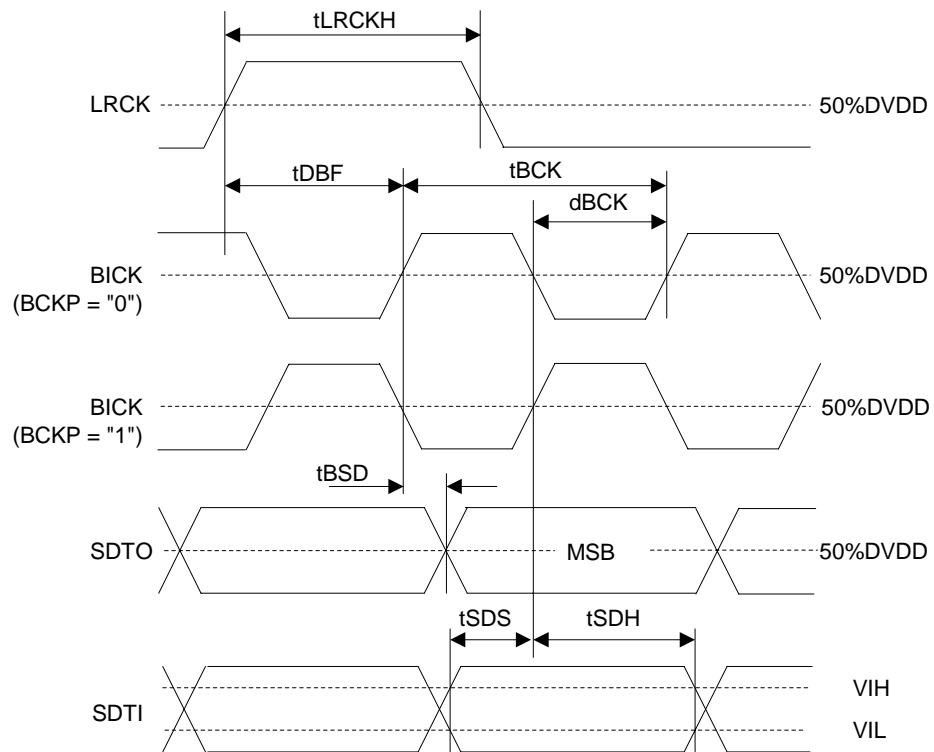 tLRCKH
LRCK
50%DVDD
tDBF
tBCK
dBCK
BICK
(BCKP = "0")
50%DVDD
BICK
(BCKP = "1")
50%DVDD
tBSD
SDTO
MSB
50%DVDD
tSDS
tSDH
SDTI
VIH
VIL